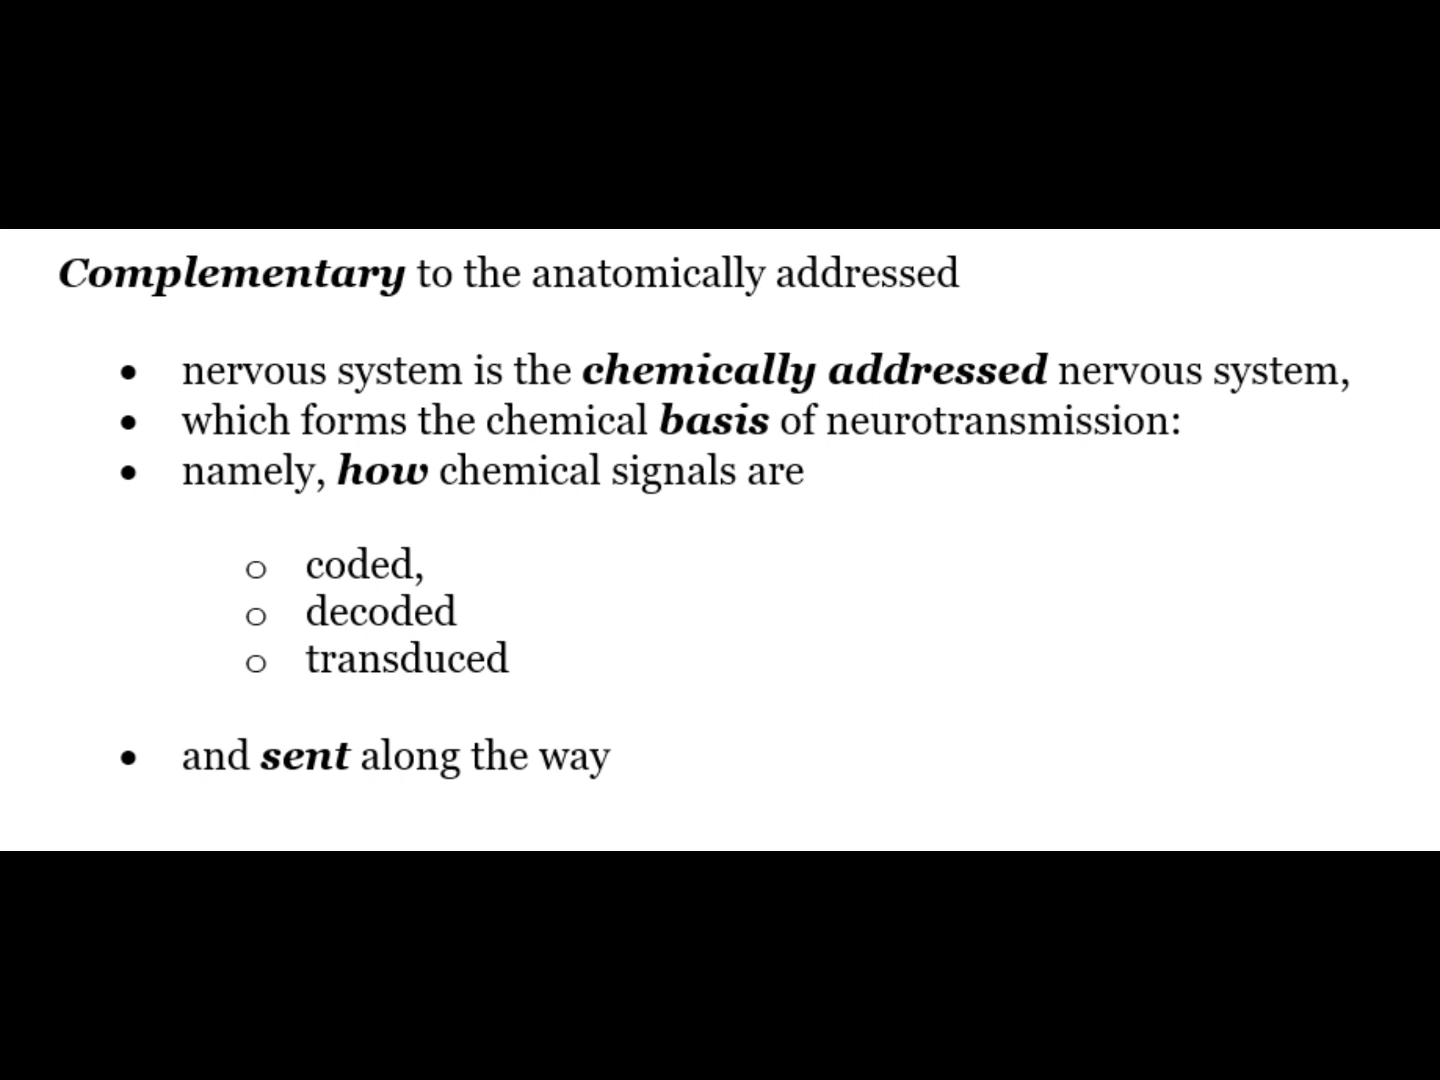 Complementary to the anatomically addressed
• nervous system is the chemically addressed nervous system,
• which forms the chemical basis of neurotransmission:
• namely, how chemical signals are
o coded,
o decoded
o transduced
• and sent along the way